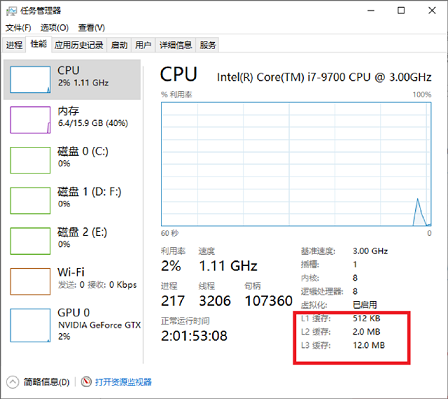 任务管理器
文件(F) 选项(O) 查看(V)
进程 性能 应用历史记录 启动 用户 详细信息 服务
CPU
2% 1.11 GHz
内存
6.4/15.9 GB (40%)
磁盘 0 (C:)
0%
磁盘 1 (D: F:)
0%
磁盘 2 (E:)
0%
Wi-Fi
发送: 0 接收: 0 Kbps
GPU 0
NVIDIA GeForce GTX
2%
CPU Intel(R) Core(TM) i7-9700 CPU @ 3.00GHz
% 利用率 100%
60 秒 0
利用率 速度
2% 1.11 GHz
进程 线程 句柄
217 3206 107360
正常运行时间
2:01:53:08
基准速度: 3.00 GHz
插槽: 1
内核: 8
逻辑处理器: 8
虚拟化: 已启用
L1 缓存: 512 KB
L2 缓存: 2.0 MB
L3 缓存: 12.0 MB
简略信息(D) 打开资源监视器